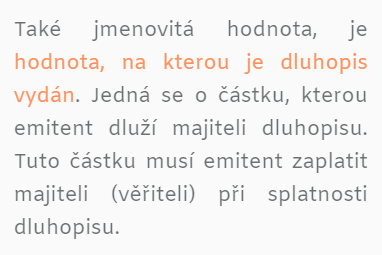 Také jmenovitá hodnota, je
hodnota, na kterou je dluhopis
vydán. Jedná se o částku, kterou
emitent dluží majiteli dluhopisu.
Tuto částku musí emitent zaplatit
majiteli (věřiteli) při splatnosti
dluhopisu.